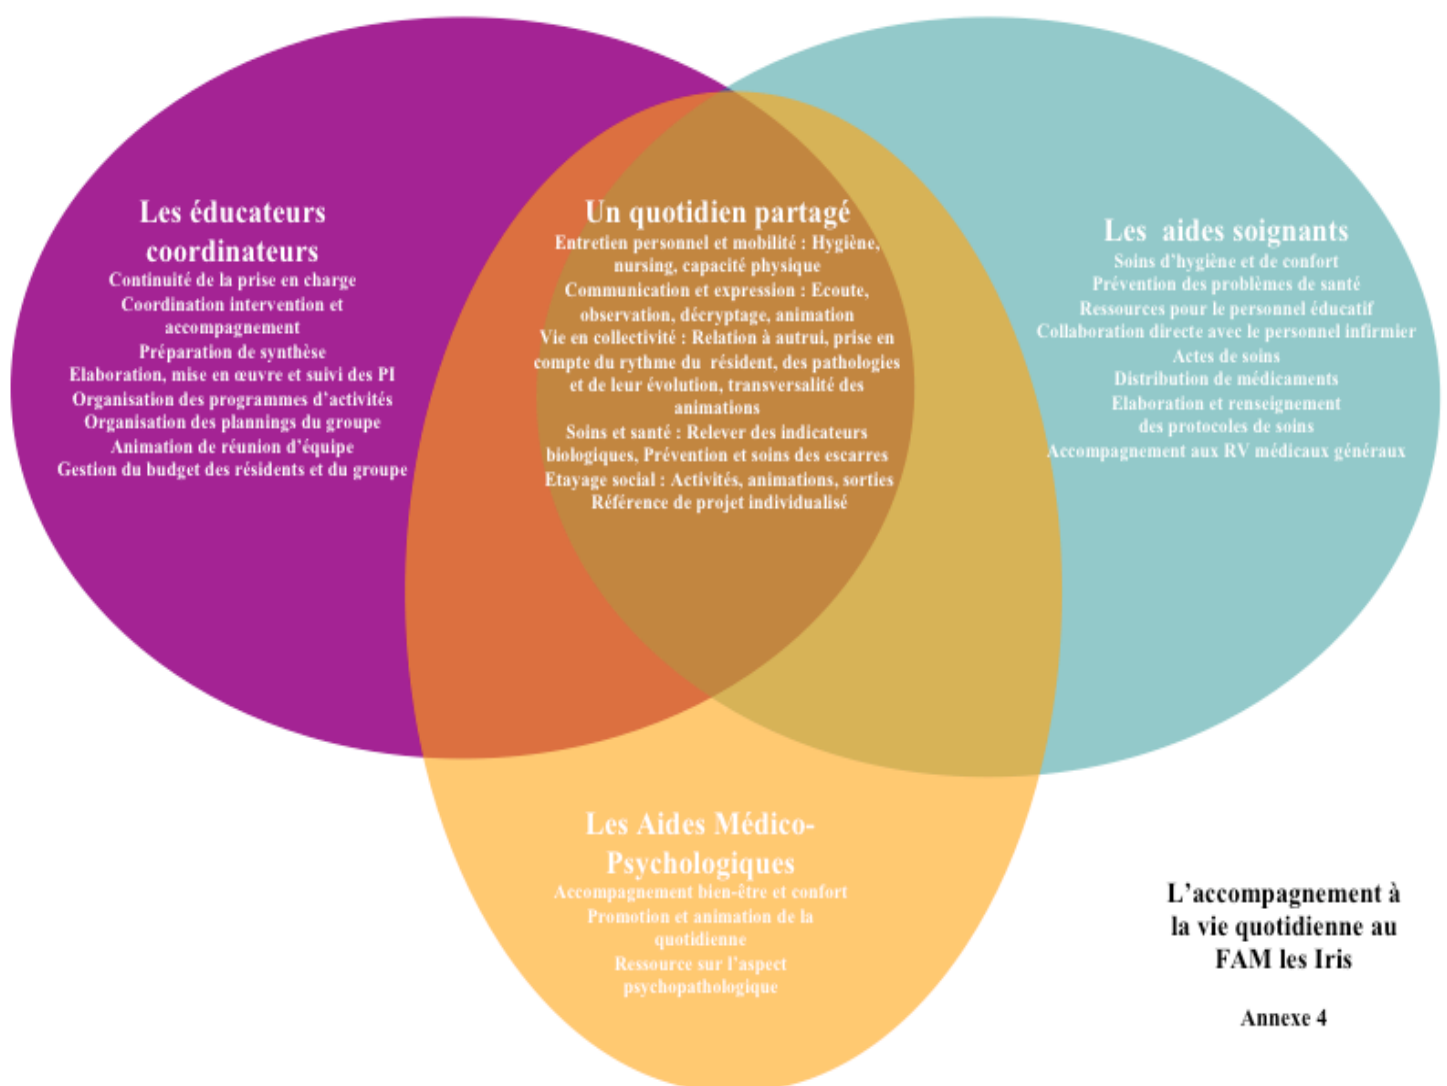 Les éducateurs
coordinateurs
Continuité de la prise en charge
Coordination intervention et
accompagnement
Préparation de synthèse
Elaboration, mise en œuvre et suivi des PI
Organisation des programmes d'activités
Organisation des plannings du groupe
Animation de réunion d'équipe
Gestion du budget des résidents et du groupe
Un quotidien partagé
Entretien personnel et mobilité : Hygiène,
nursing, capacité physique
Communication et expression : Ecoute,
observation, décryptage, animation
Vie en collectivité : Relation à autrui, prise en
compte du rythme du résident, des pathologies
et de leur évolution, transversalité des
animations
Soins et santé : Relever des indicateurs
biologiques, Prévention et soins des escarres
Etayage social : Activités, animations, sorties
Référence de projet individualisé
Les aides soignants
Soins d'hygiène et de confort
Prévention des problèmes de santé
Ressources pour le personnel éducatif
Collaboration directe avec le personnel infirmier
Actes de soins
Distribution de médicaments
Elaboration et renseignement
des protocoles de soins
Accompagnement aux RV médicaux généraux
Les Aides Médico-
Psychologiques
Accompagnement bien-être et confort
Promotion et animation de la
quotidienne
Ressource sur l'aspect
psychopathologique
L'accompagnement à
la vie quotidienne au
FAM les Iris
Annexe 4